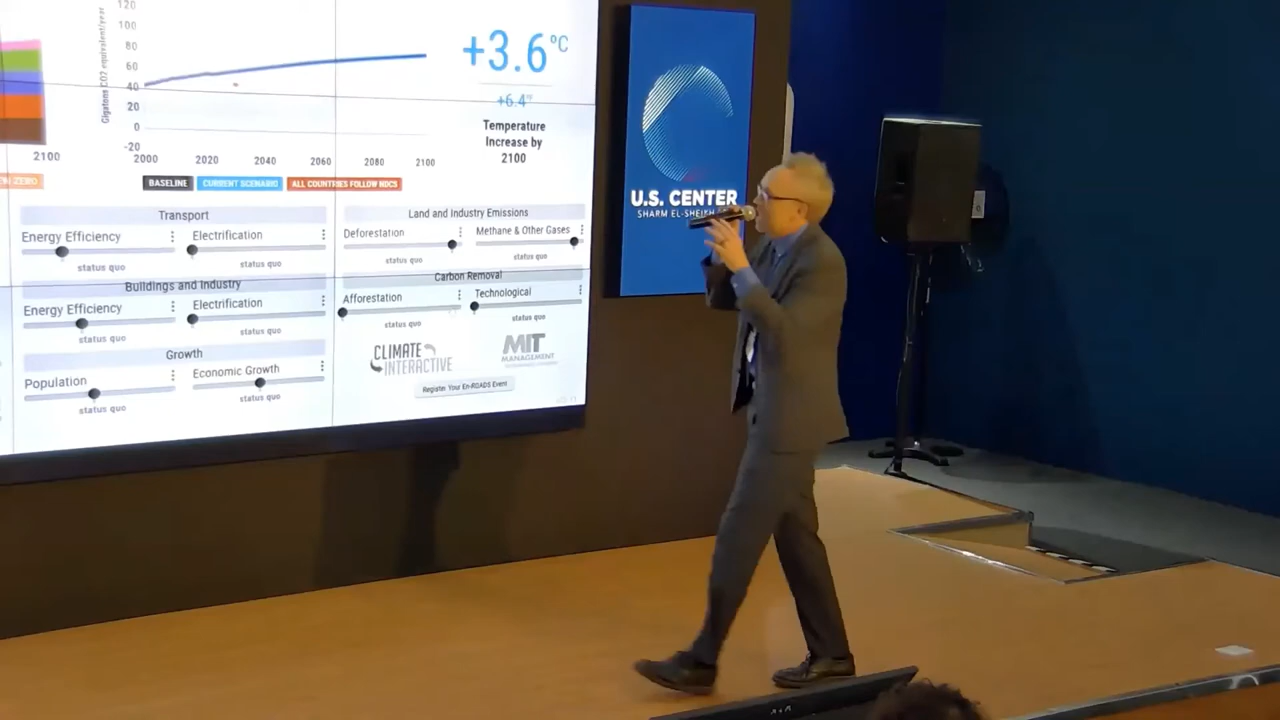 120
100
80
60
40
20
0
-20
Gigatons CO2 equivalent/year
2100
2000 2020 2040 2060 2080 2100
+3.6°C
+6.4°F
Temperature
Increase by
2100
ZERO
BASELINE CURRENT SCENARIO ALL COUNTRIES FOLLOW NDCS
Transport
Energy Efficiency Electrification
status quo status quo
Buildings and Industry
Energy Efficiency Electrification
status quo status quo
Growth
Population Economic Growth
status quo status quo
Land and Industry Emissions
Deforestation Methane & Other Gases
status quo status quo
Carbon Removal
Afforestation Technological
status quo status quo
CLIMATE
INTERACTIVE
MIT
MANAGEMENT
Register Your En-ROADS Event
U.S. CENTER
SHARM EL-SHEIKH